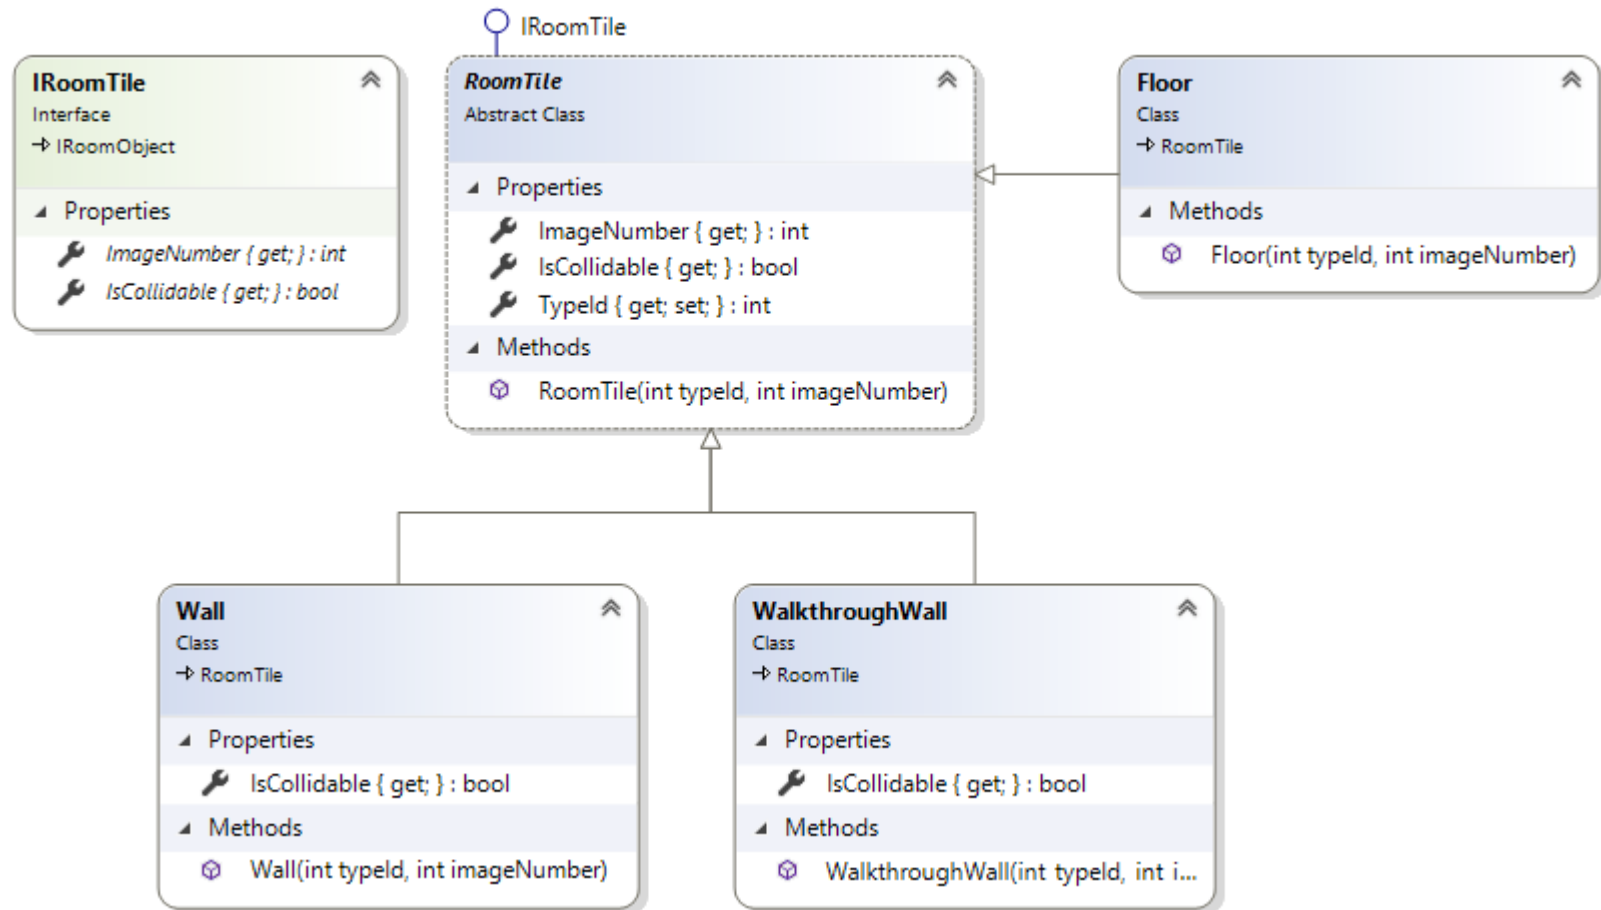 IRoomTile
IRoomTile
Interface
IRoomObject
Properties
ImageNumber { get; } : int
IsCollidable { get; } : bool
RoomTile
Abstract Class
Properties
ImageNumber { get; } : int
IsCollidable { get; } : bool
TypeId { get; set; } : int
Methods
RoomTile(int typeId, int imageNumber)
Floor
Class
RoomTile
Methods
Floor(int typeId, int imageNumber)
Wall
Class
RoomTile
Properties
IsCollidable { get; } : bool
Methods
Wall(int typeId, int imageNumber)
WalkthroughWall
Class
RoomTile
Properties
IsCollidable { get; } : bool
Methods
WalkthroughWall(int typeId, int i...